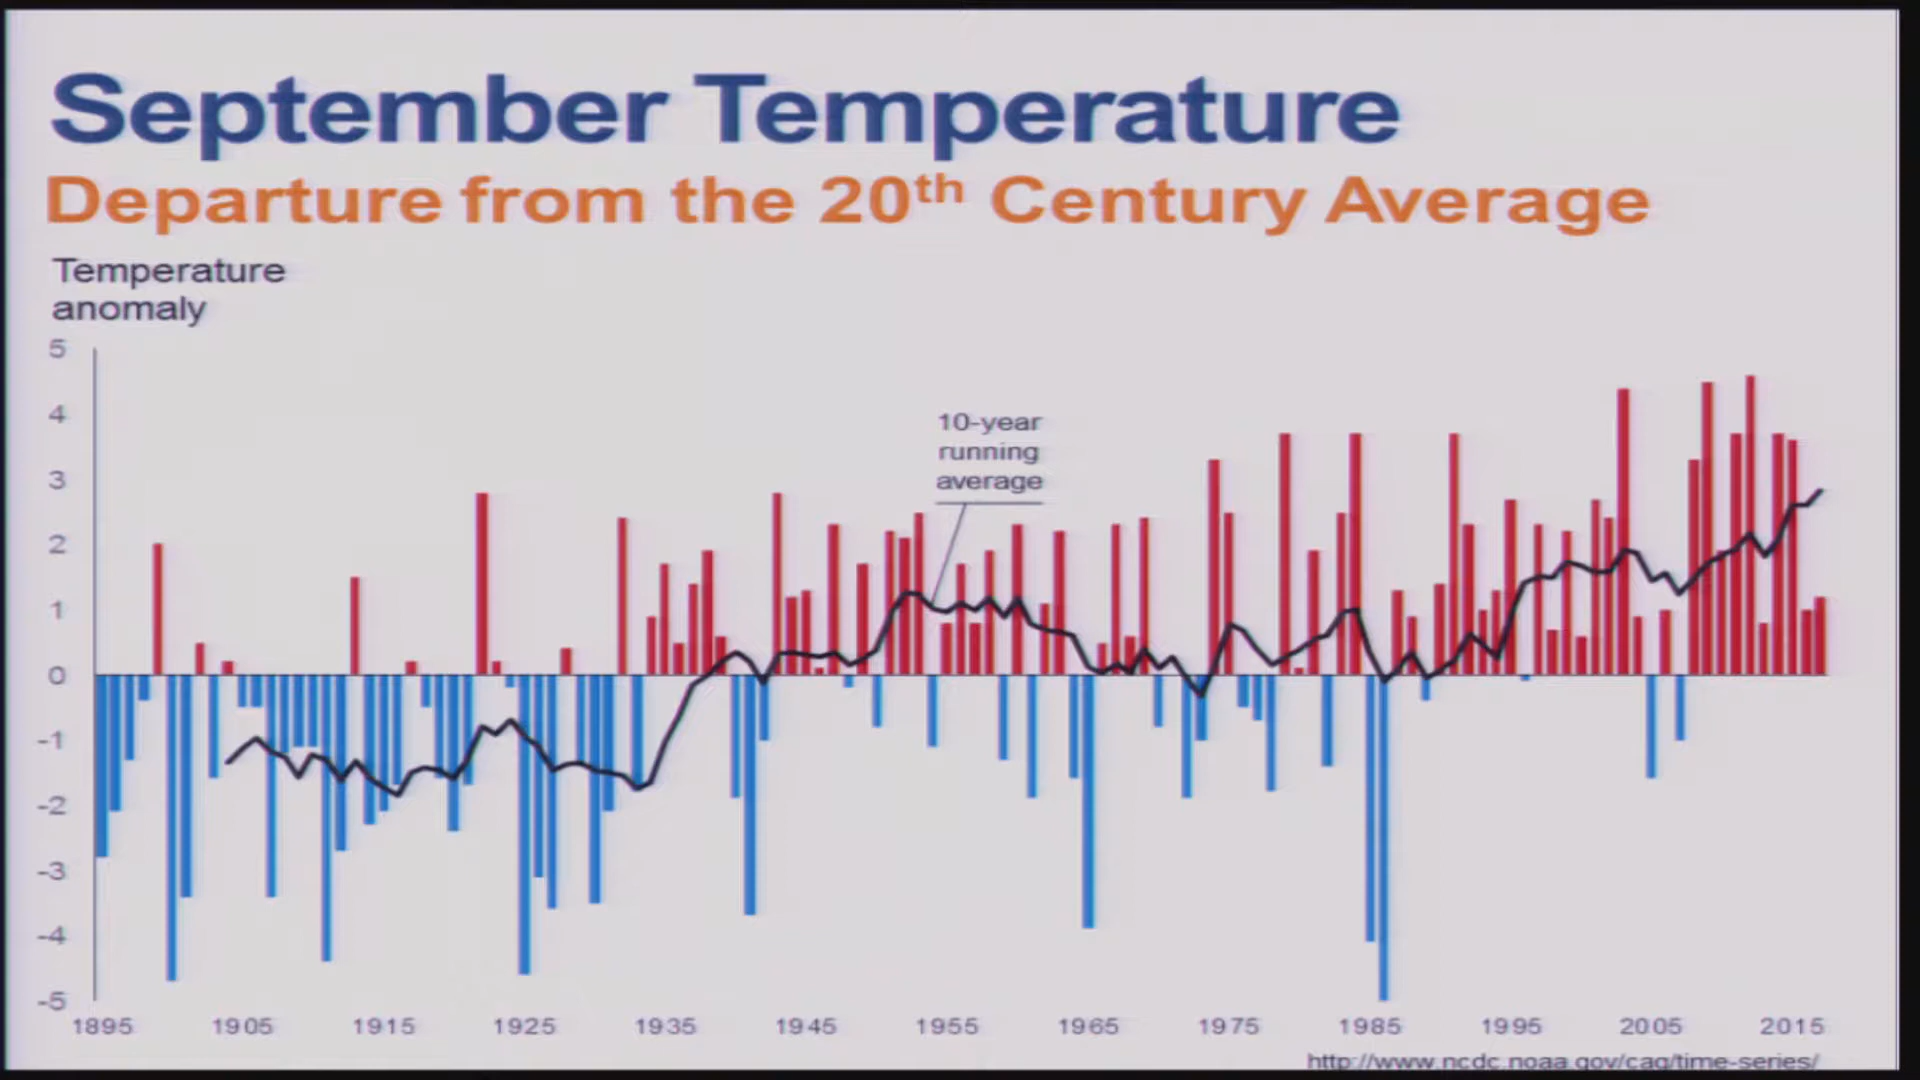 September Temperature
Departure from the 20th Century Average
Temperature
anomaly
5
4
3
2
1
0
-1
-2
-3
-4
-5
10-year
running
average
1895 1905 1915 1925 1935 1945 1955 1965 1975 1985 1995 2005 2015
http://www.ncdc.noaa.gov/cag/time-series/